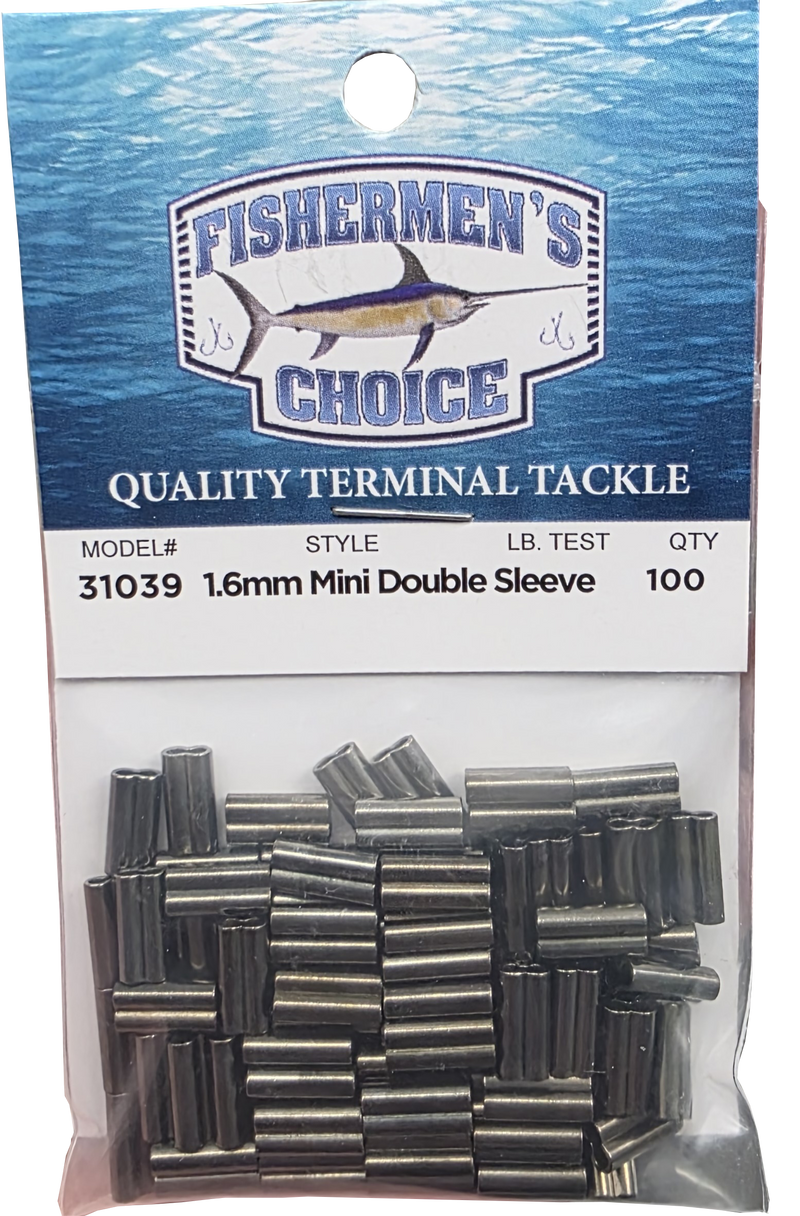 FISHERMEN'S
CHOICE
QUALITY TERMINAL TACKLE
MODEL# STYLE LB. TEST QTY
31039 1.6mm Mini Double Sleeve 100